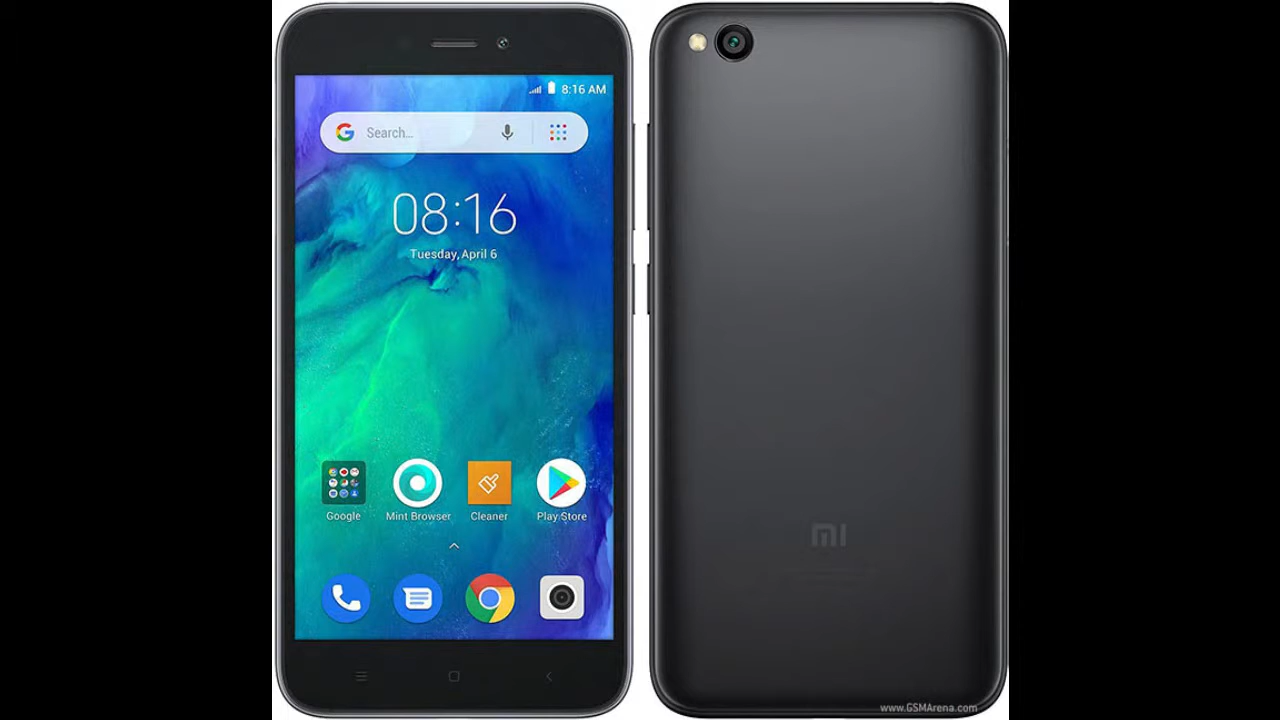 8:16 AM
Search...
08:16
Tuesday, April 6
Google
Mint Browser
Cleaner
Play Store
mi
www.GSMArena.com